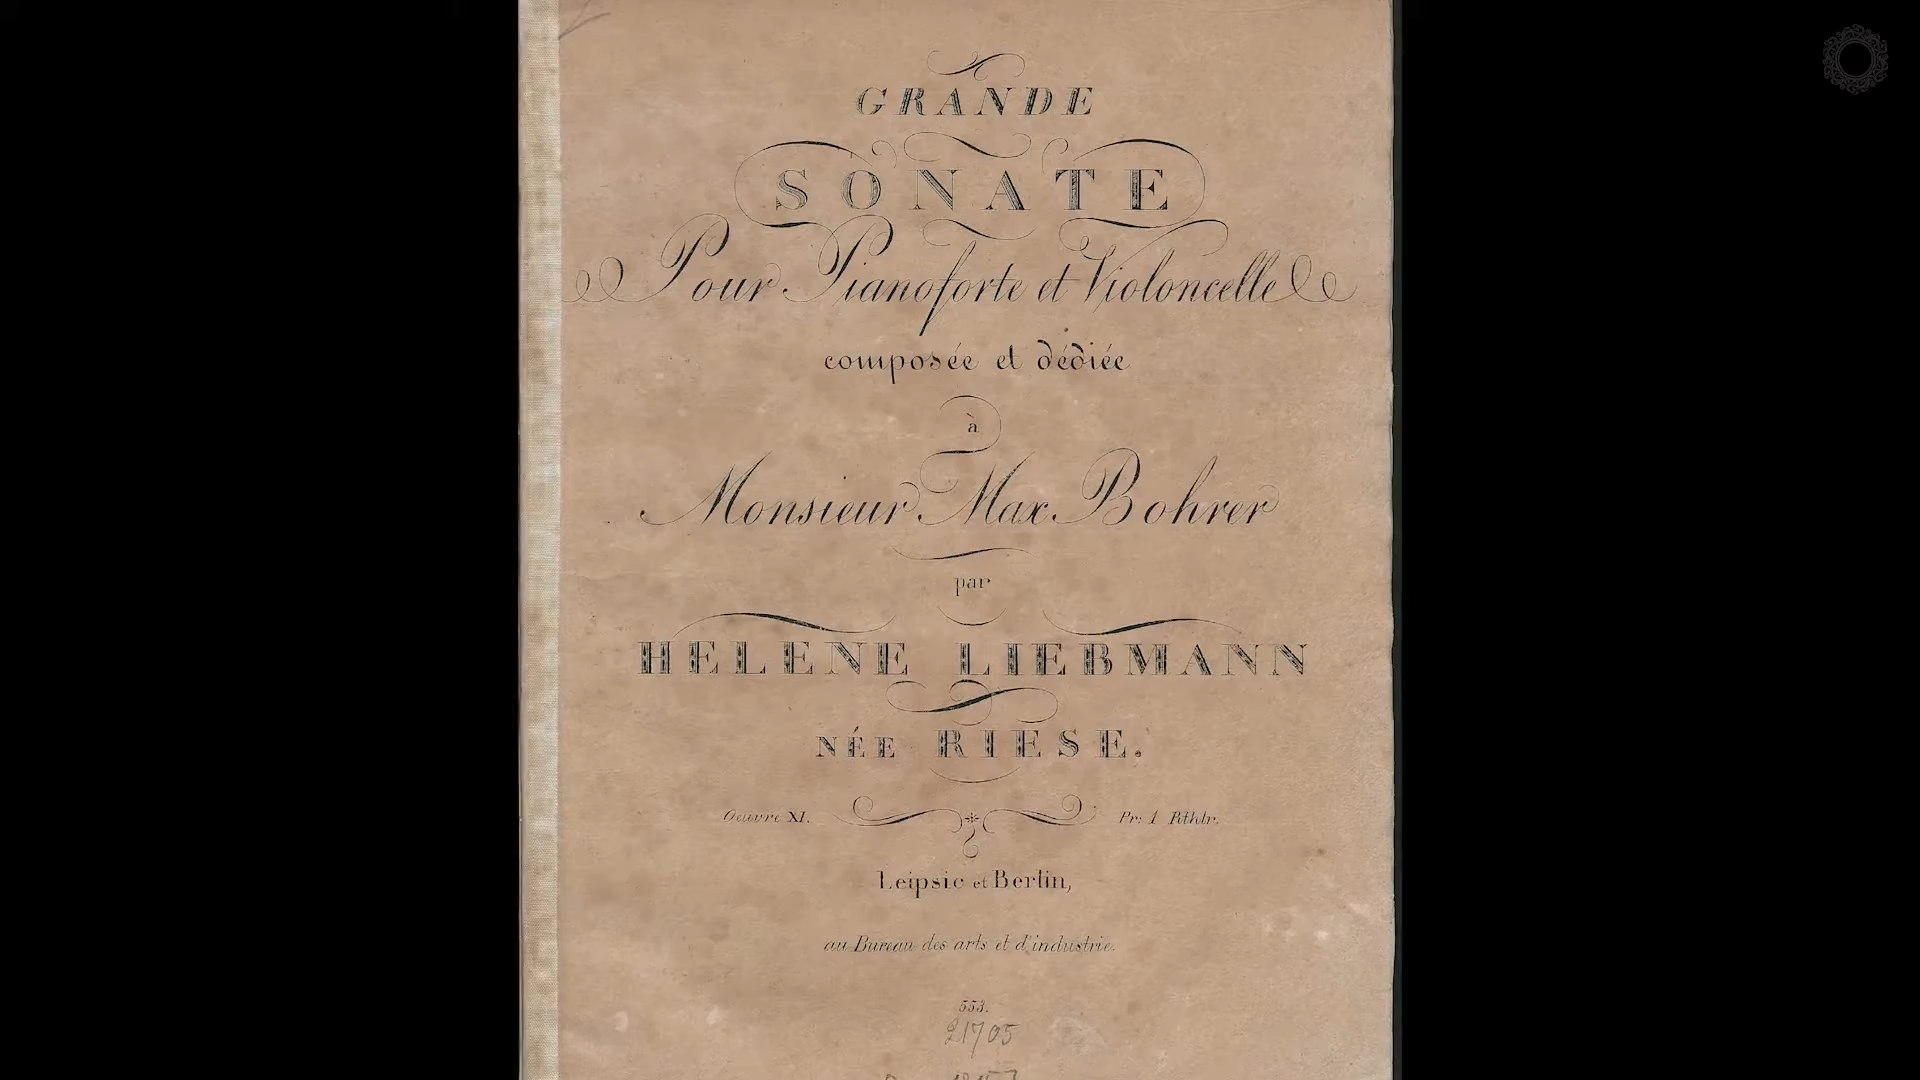 GRANDE
SONATE
Pour Pianoforte et Violoncelle
composée et dédiée
à
Monsieur Max Bohrer
par
HELENE LIEBMANN
NÉE RIESE.
Oeuvre XI. Pr: 1 Rthlr.
Leipsic et Berlin,
au Bureau des arts et d'industrie.
553.
21705